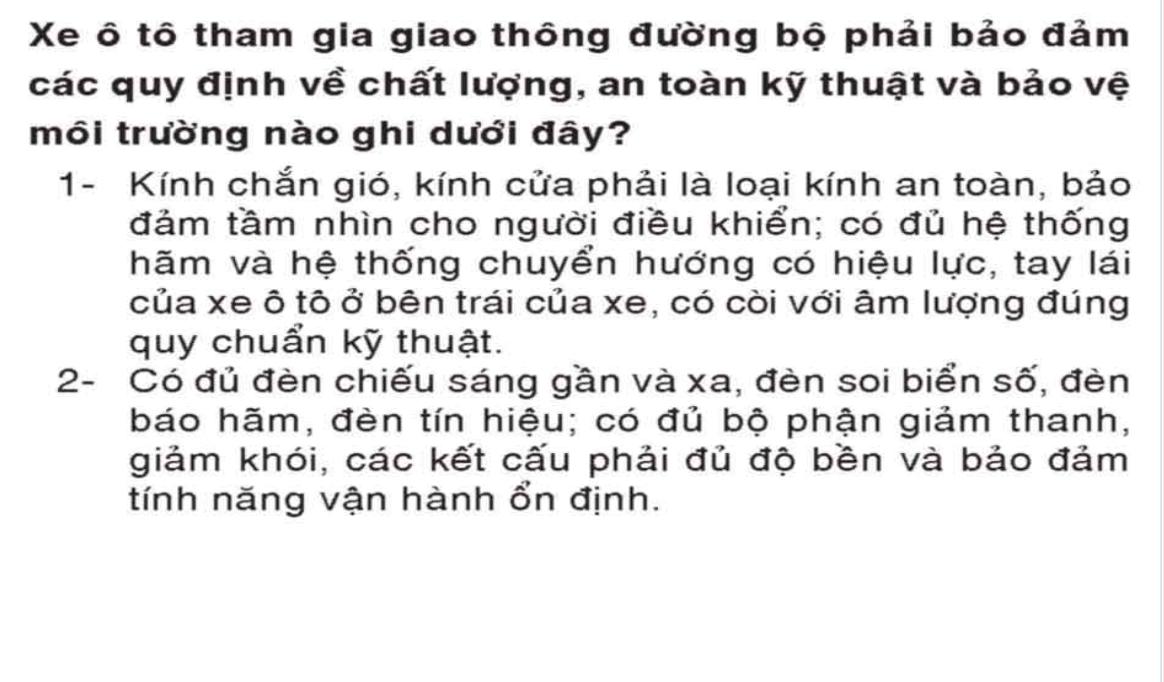 Xe ô tô tham gia giao thông đường bộ phải bảo đảm
các quy định về chất lượng, an toàn kỹ thuật và bảo vệ
môi trường nào ghi dưới đây?
1- Kính chắn gió, kính cửa phải là loại kính an toàn, bảo
đảm tầm nhìn cho người điều khiển; có đủ hệ thống
hãm và hệ thống chuyển hướng có hiệu lực, tay lái
của xe ô tô ở bên trái của xe, có còi với âm lượng đúng
quy chuẩn kỹ thuật.
2- Có đủ đèn chiếu sáng gần và xa, đèn soi biển số, đèn
báo hãm, đèn tín hiệu; có đủ bộ phận giảm thanh,
giảm khói, các kết cấu phải đủ độ bền và bảo đảm
tính năng vận hành ổn định.